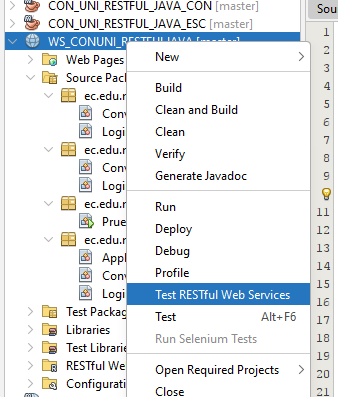 CON_UNI_RESTFUL_JAVA_CON [master]
CON_UNI_RESTFUL_JAVA_ESC [master]
WS_CONUNI_RESTFULJAVA [master]
Web Pages
Source Pack
ec.edu.
Conv
Logi
ec.edu.
Conv
Logi
ec.edu.
Prue
ec.edu.
Appl
Conv
Logi
Test Packag
Libraries
Test Librari
RESTful We
Configurati
New
Build
Clean and Build
Clean
Verify
Generate Javadoc
Run
Deploy
Debug
Profile
Test RESTful Web Services
Test Alt+F6
Run Selenium Tests
Open Required Projects
Close
Sou
1
2
3
4
5
6
7
8
9
11
12
13
14
15
16
17
18
19
20
21